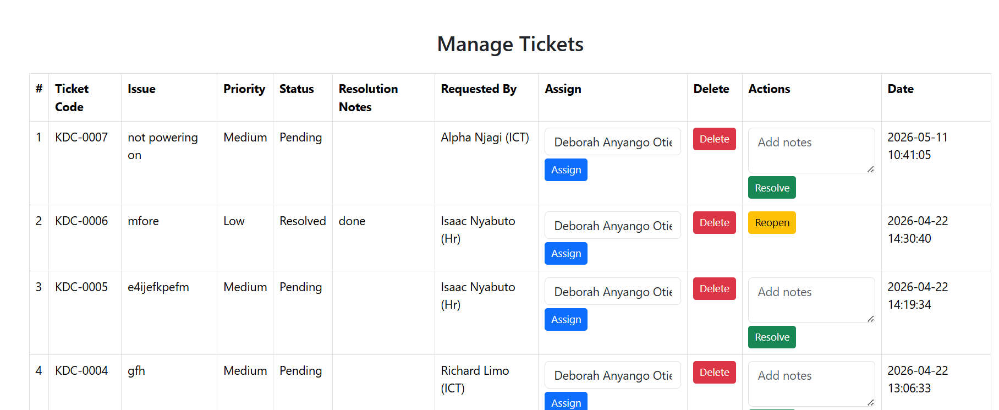 Manage Tickets
# Ticket Code Issue Priority Status Resolution Notes Requested By Assign Delete Actions Date
1 KDC-0007 not powering on Medium Pending Alpha Njagi (ICT) Deborah Anyango Otie Assign Delete Add notes Resolve 2026-05-11 10:41:05
2 KDC-0006 mfore Low Resolved done Isaac Nyabuto (Hr) Deborah Anyango Otie Assign Delete Reopen 2026-04-22 14:30:40
3 KDC-0005 e4ijefkpefm Medium Pending Isaac Nyabuto (Hr) Deborah Anyango Otie Assign Delete Add notes Resolve 2026-04-22 14:19:34
4 KDC-0004 gfh Medium Pending Richard Limo (ICT) Deborah Anyango Otie Assign Delete Add notes 2026-04-22 13:06:33